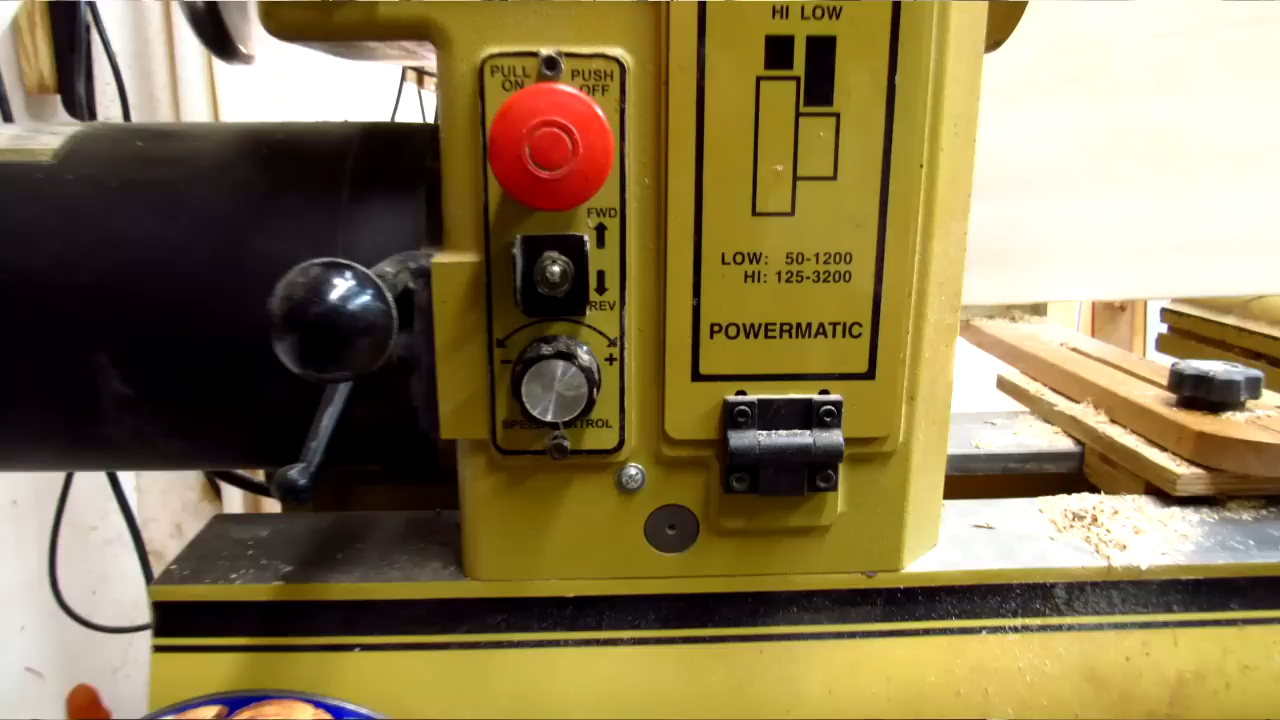 HI LOW
PULL ON
PUSH OFF
FWD
REV
- +
SPEED CONTROL
LOW: 50-1200
HI: 125-3200
POWERMATIC